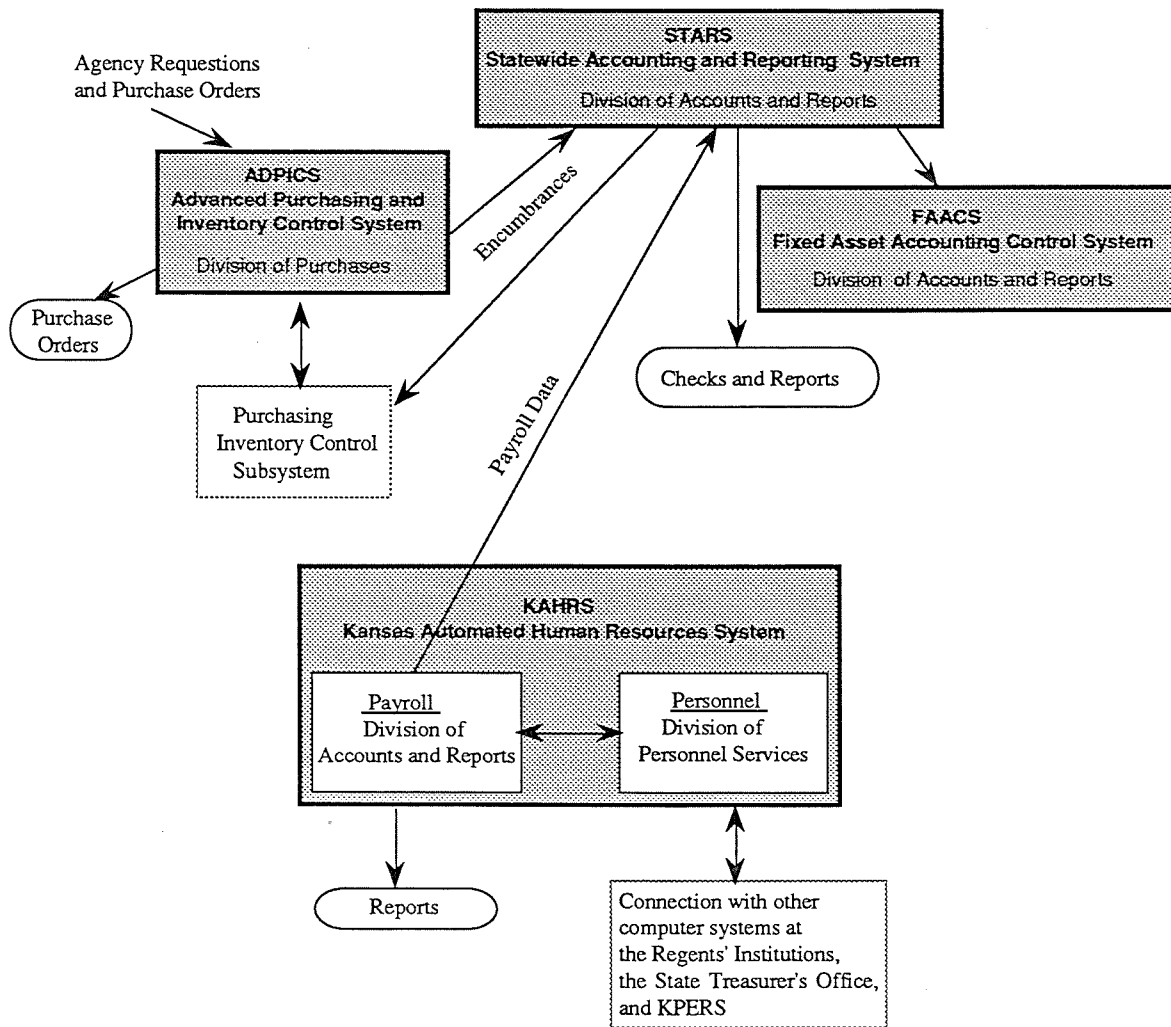 STARS
Statewide Accounting and Reporting System
Division of Accounts and Reports
Agency Requestions
and Purchase Orders
ADPICS
Advanced Purchasing and
Inventory Control System
Division of Purchases
Encumbrances
FAACS
Fixed Asset Accounting Control System
Division of Accounts and Reports
Purchase
Orders
Checks and Reports
Purchasing
Inventory Control
Subsystem
Payroll Data
KAHRS
Kansas Automated Human Resources System
Payroll
Division of
Accounts and Reports
Personnel
Division of
Personnel Services
Reports
Connection with other
computer systems at
the Regents' Institutions,
the State Treasurer's Office,
and KPERS